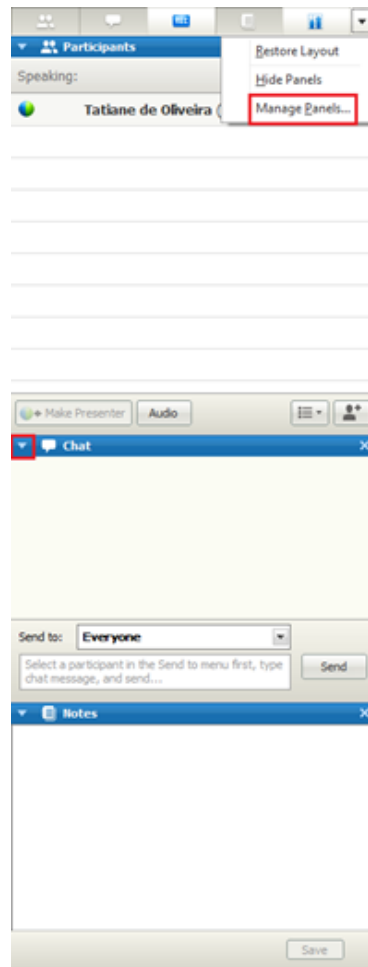 Participants
Restore Layout
Speaking:
Hide Panels
Tatiane de Oliveira (
Manage Panels...
Make Presenter
Audio
Chat
Send to:
Everyone
Select a participant in the Send to menu first, type
chat message, and send...
Send
Notes
Save